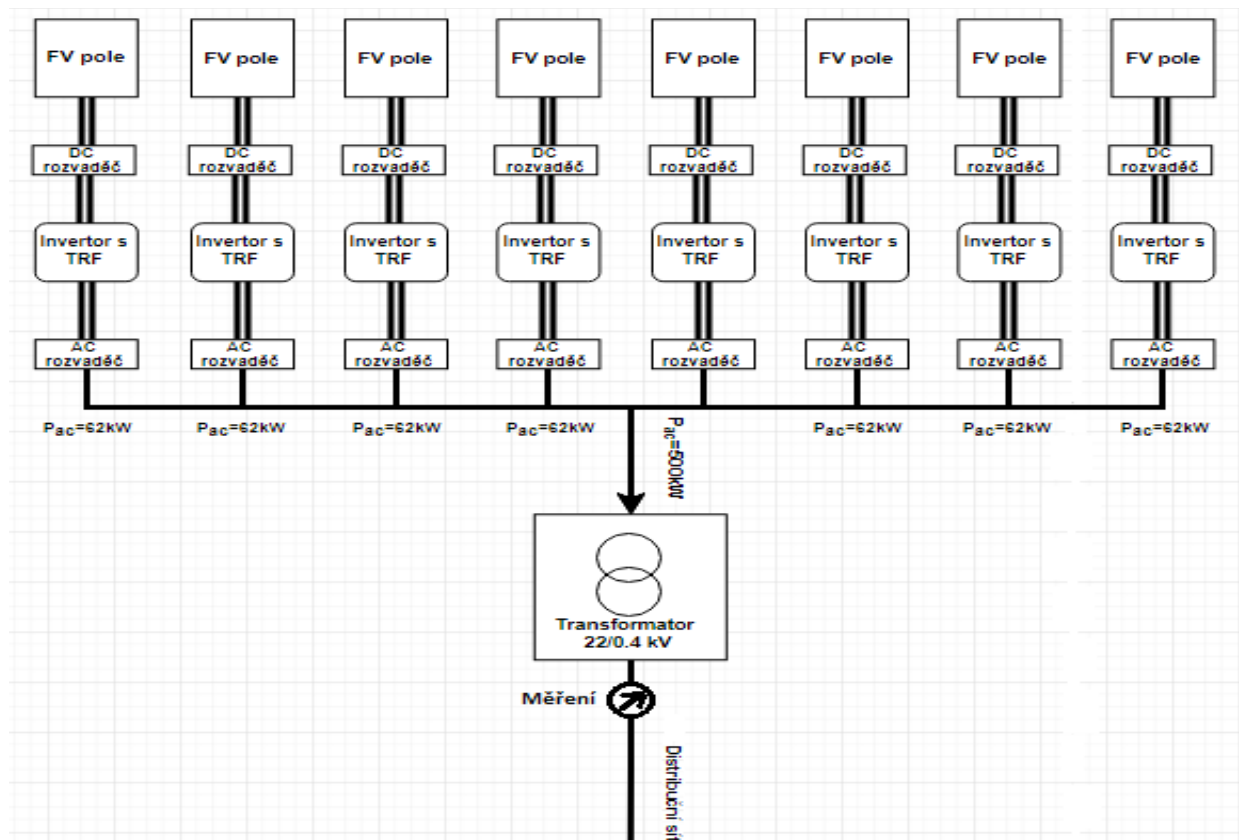 FV pole
FV pole
FV pole
FV pole
FV pole
FV pole
FV pole
FV pole
DC
rozvaděč
DC
rozvaděč
DC
rozvaděč
DC
rozvaděč
DC
rozvaděč
DC
rozvaděč
DC
rozvaděč
DC
rozvaděč
Invertor s
TRF
Invertor s
TRF
Invertor s
TRF
Invertor s
TRF
Invertor s
TRF
Invertor s
TRF
Invertor s
TRF
Invertor s
TRF
AC
rozvaděč
AC
rozvaděč
AC
rozvaděč
AC
rozvaděč
AC
rozvaděč
AC
rozvaděč
AC
rozvaděč
AC
rozvaděč
Pac=62kW
Pac=62kW
Pac=62kW
Pac=62kW
Pac=500kW
Pac=62kW
Pac=62kW
Pac=62kW
Transformator
22/0.4 kV
Měření
Distribuční síť